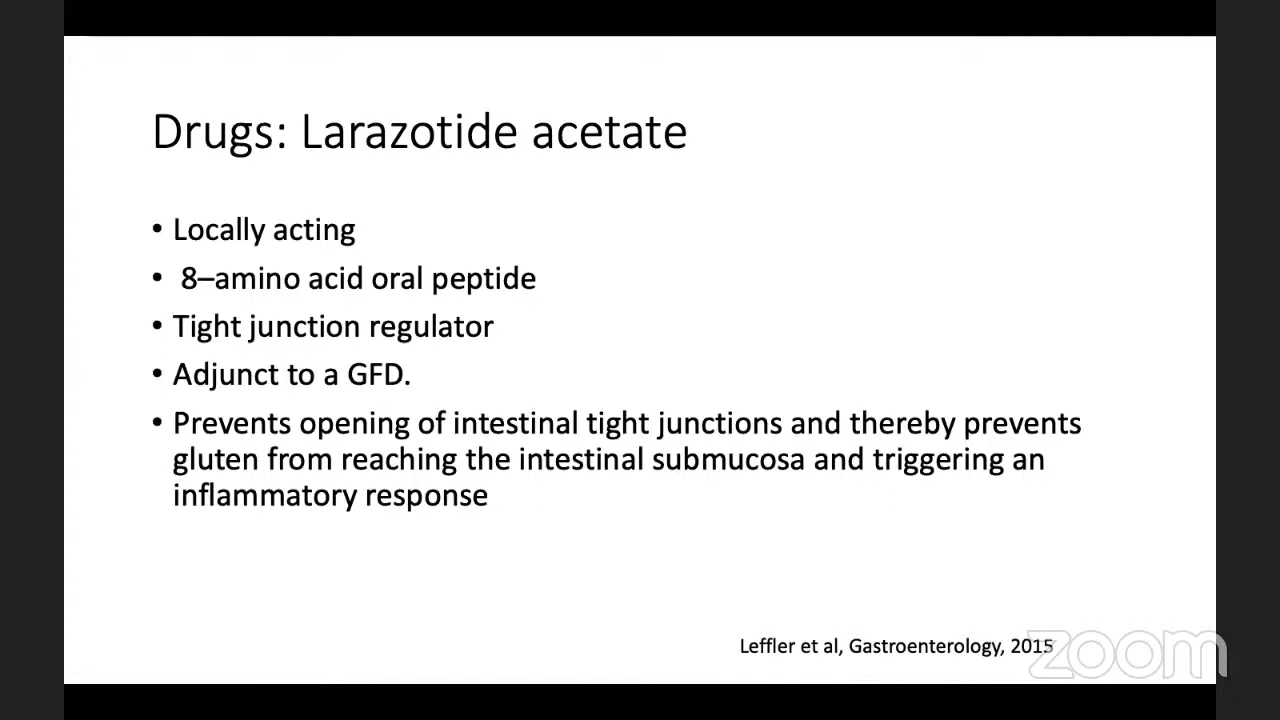 Drugs: Larazotide acetate
• Locally acting
• 8–amino acid oral peptide
• Tight junction regulator
• Adjunct to a GFD.
• Prevents opening of intestinal tight junctions and thereby prevents
gluten from reaching the intestinal submucosa and triggering an
inflammatory response
Leffler et al, Gastroenterology, 2015
zoom